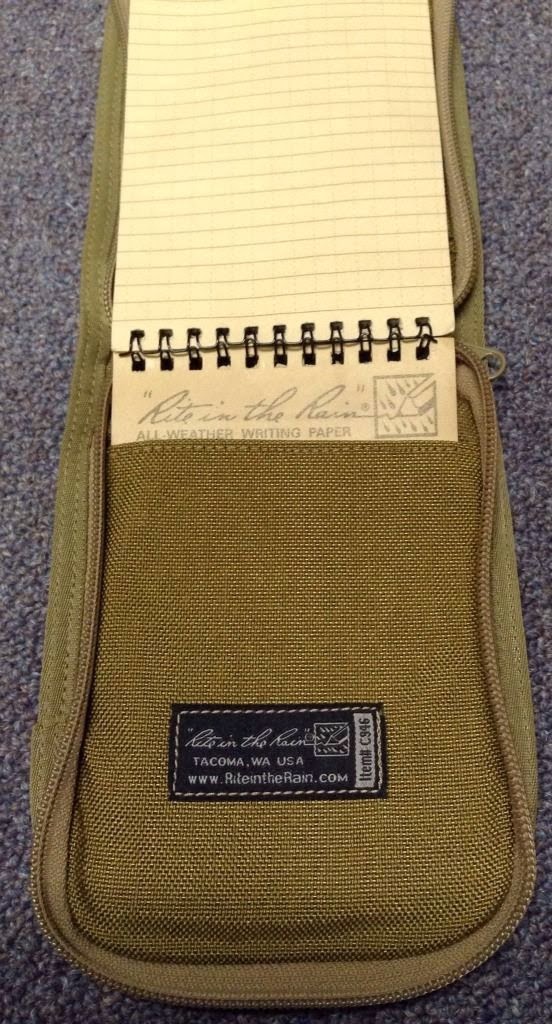 "Rite in the Rain"®
ALL-WEATHER WRITING PAPER
"Rite in the Rain"
TACOMA, WA USA
www.RiteintheRain.com
Item# C946